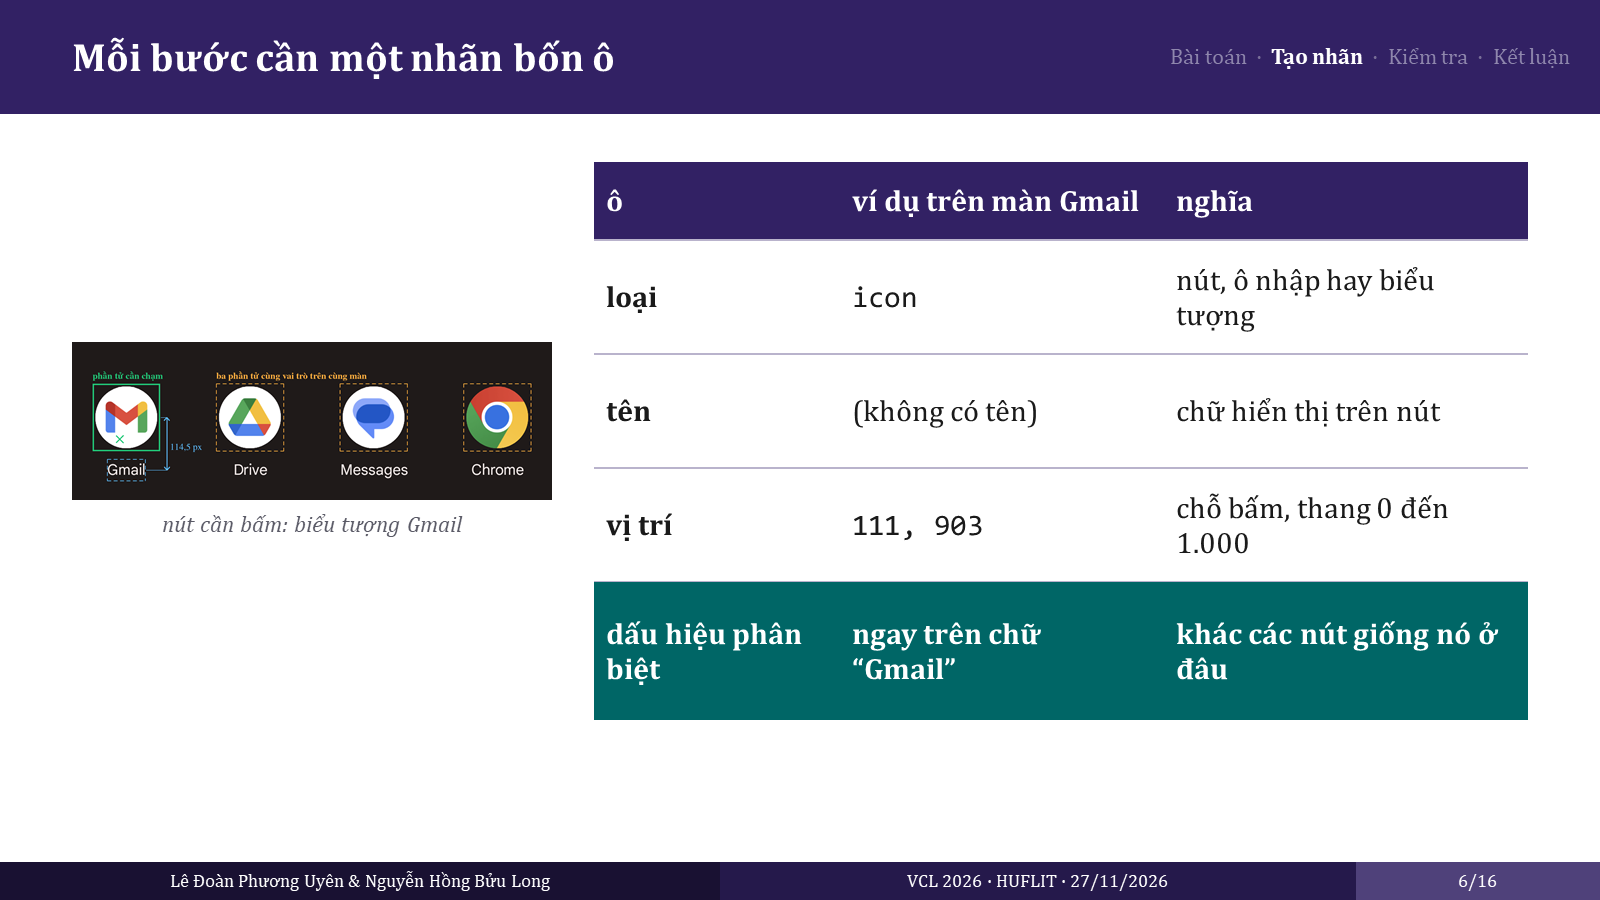 Mỗi bước cần một nhãn bốn ô
Bài toán · Tạo nhãn · Kiểm tra · Kết luận
phần tử cần chạm
ba phần tử cùng vai trò trên cùng màn
114,5 px
Gmail
Drive
Messages
Chrome
nút cần bấm: biểu tượng Gmail
ô
ví dụ trên màn Gmail
nghĩa
loại
icon
nút, ô nhập hay biểu
tượng
tên
(không có tên)
chữ hiển thị trên nút
vị trí
111, 903
chỗ bấm, thang 0 đến
1.000
dấu hiệu phân
biệt
ngay trên chữ
“Gmail”
khác các nút giống nó ở
đâu
Lê Đoàn Phương Uyên & Nguyễn Hồng Bửu Long
VCL 2026 · HUFLIT · 27/11/2026
6/16